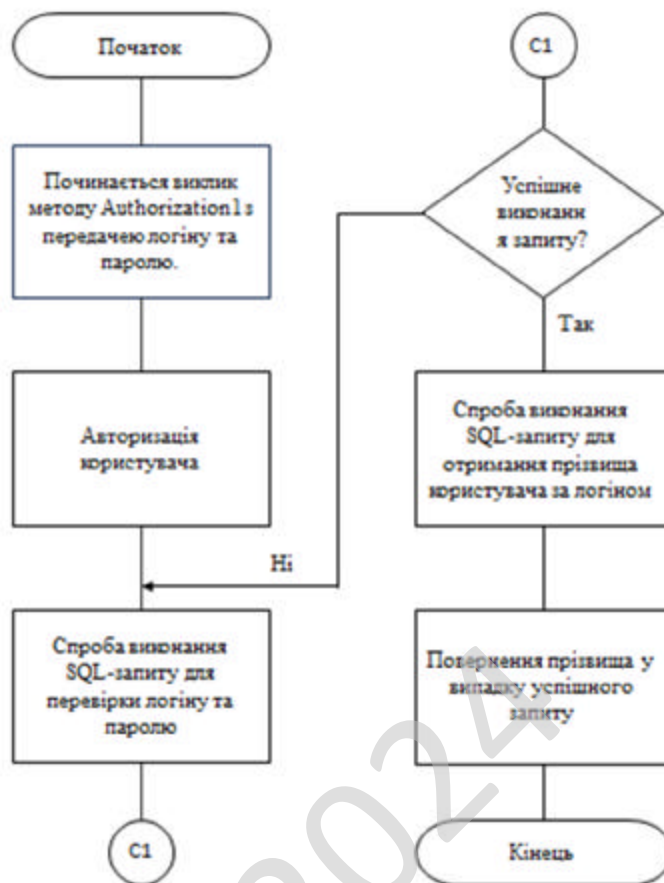 Початок
Починається виклик
методу Authorization1 з
передачею логіну та
паролю.
Авторизація
користувача
Ні
Спроба виконання
SQL-запиту для
перевірки логіну та
паролю
C1
C1
Успішне
виконанн
я запиту?
Так
Спроба виконання
SQL-запиту для
отримання прізвища
користувача за логіном
Повернення прізвища у
випадку успішного
запиту
Кінець
2024